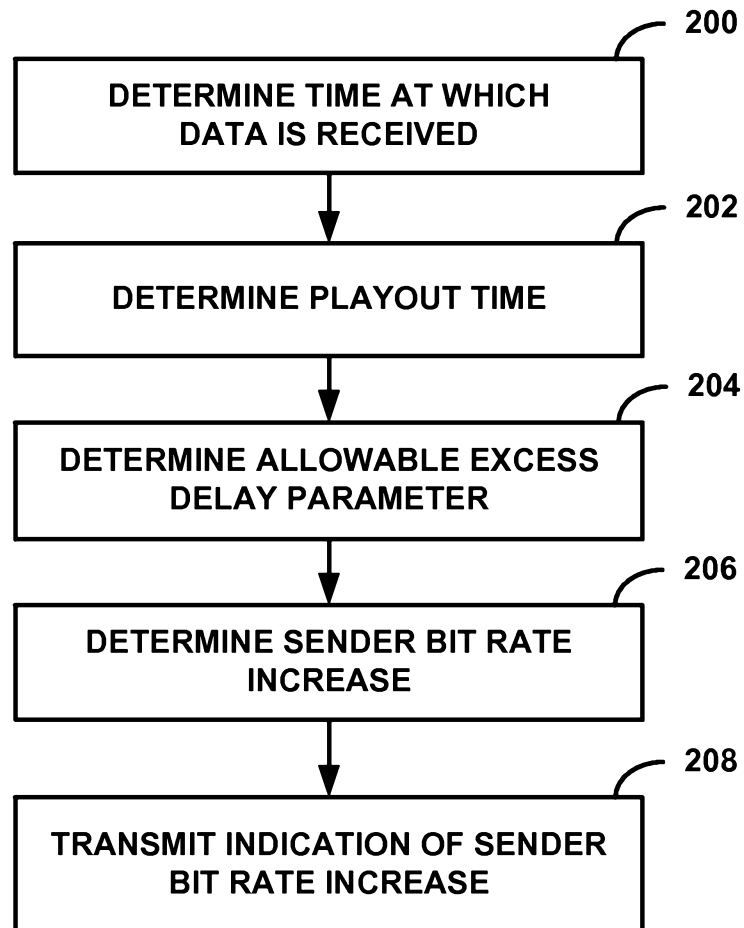 200
DETERMINE TIME AT WHICH
DATA IS RECEIVED
202
DETERMINE PLAYOUT TIME
204
DETERMINE ALLOWABLE EXCESS
DELAY PARAMETER
206
DETERMINE SENDER BIT RATE
INCREASE
208
TRANSMIT INDICATION OF SENDER
BIT RATE INCREASE